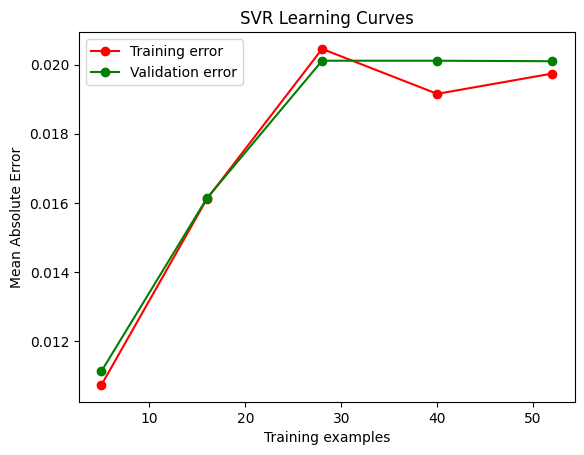 SVR Learning Curves
Training error
Validation error
Mean Absolute Error
0.020
0.018
0.016
0.014
0.012
10 20 30 40 50
Training examples